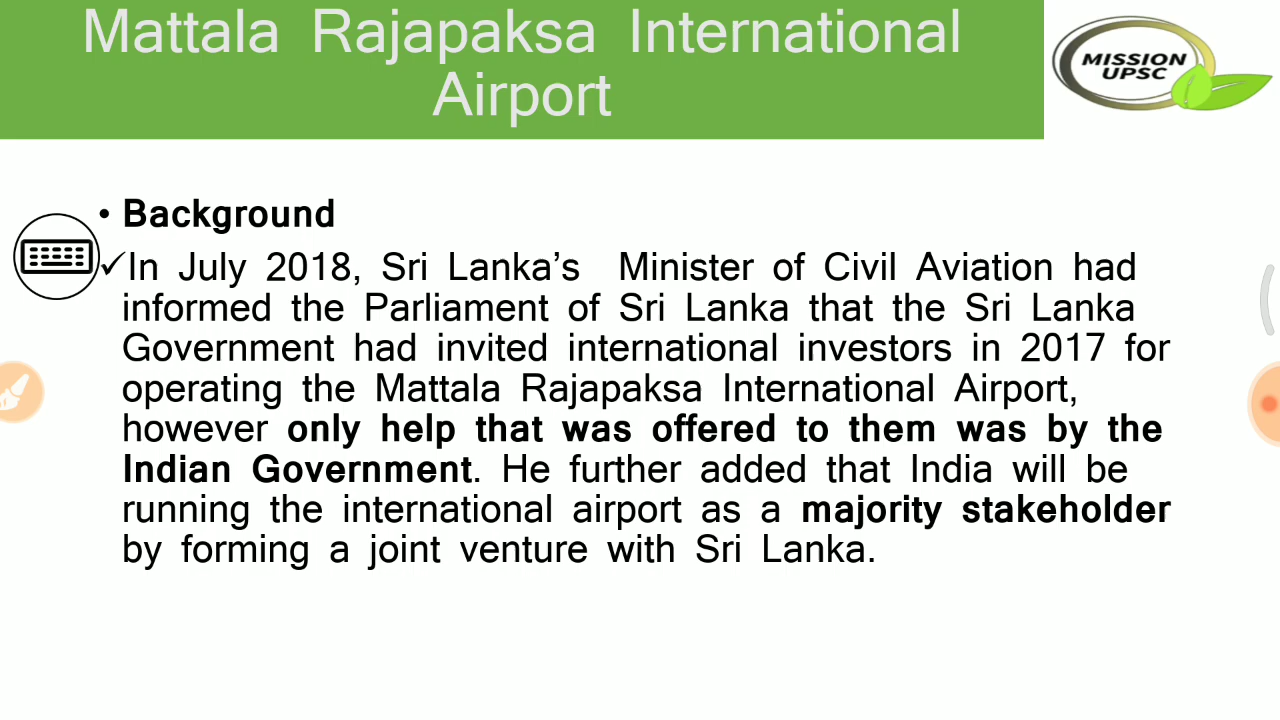 Mattala Rajapaksa International
Airport
MISSION
UPSC
• Background
✓In July 2018, Sri Lanka’s Minister of Civil Aviation had
informed the Parliament of Sri Lanka that the Sri Lanka
Government had invited international investors in 2017 for
operating the Mattala Rajapaksa International Airport,
however only help that was offered to them was by the
Indian Government. He further added that India will be
running the international airport as a majority stakeholder
by forming a joint venture with Sri Lanka.